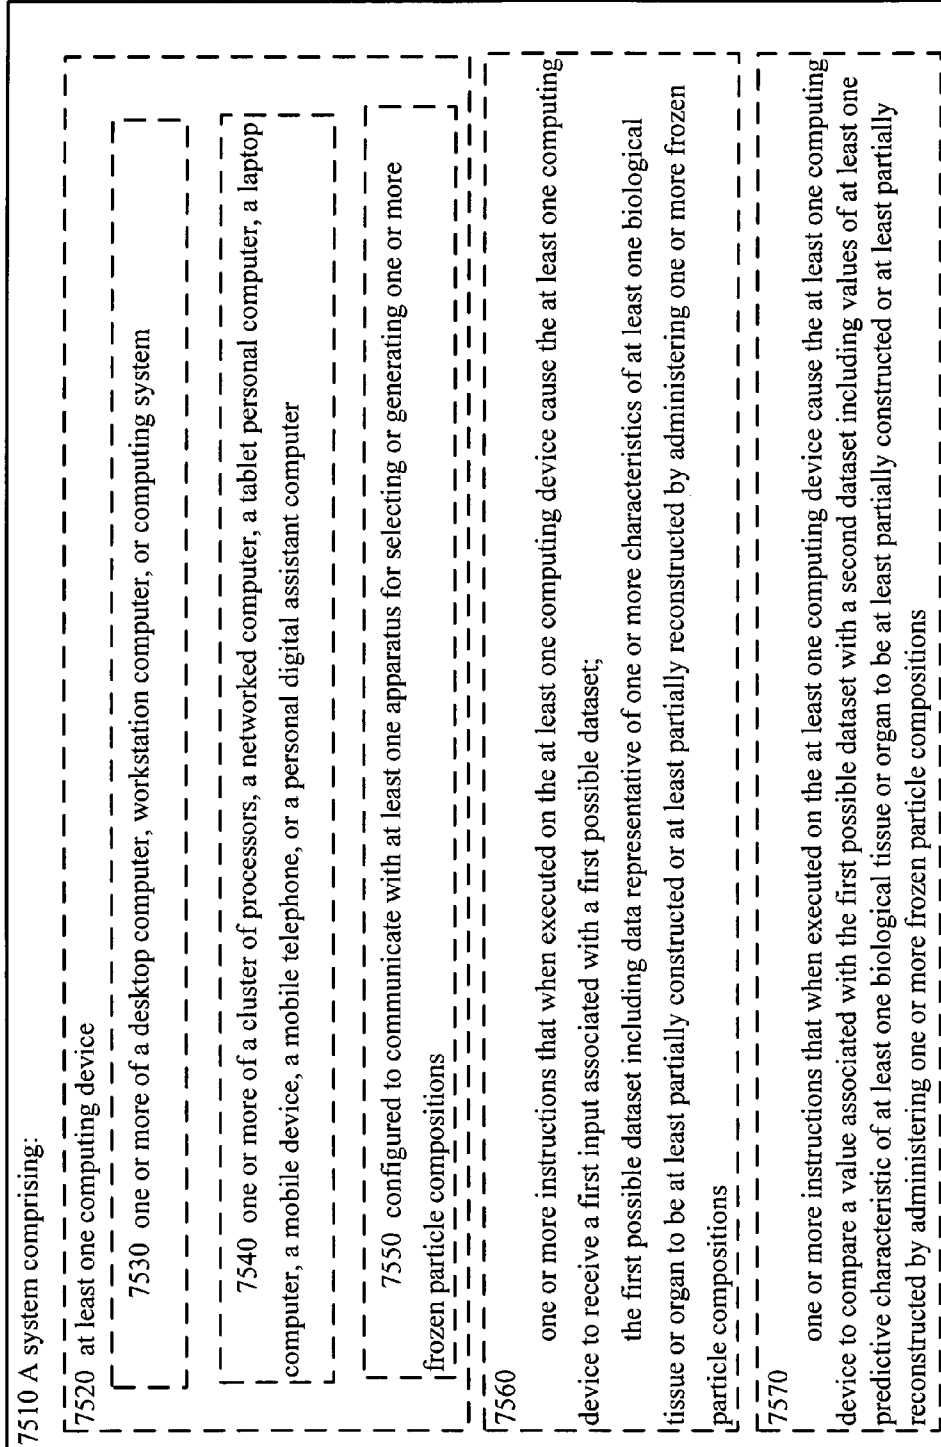 7510 A system comprising:
7520 at least one computing device
7530 one or more of a desktop computer, workstation computer, or computing system
7540 one or more of a cluster of processors, a networked computer, a tablet personal computer, a laptop
computer, a mobile device, a mobile telephone, or a personal digital assistant computer
7550 configured to communicate with at least one apparatus for selecting or generating one or more
frozen particle compositions
7560
one or more instructions that when executed on the at least one computing device cause the at least one computing
device to receive a first input associated with a first possible dataset;
the first possible dataset including data representative of one or more characteristics of at least one biological
tissue or organ to be at least partially constructed or at least partially reconstructed by administering one or more frozen
particle compositions
7570
one or more instructions that when executed on the at least one computing device cause the at least one computing
device to compare a value associated with the first possible dataset with a second dataset including values of at least one
predictive characteristic of at least one biological tissue or organ to be at least partially constructed or at least partially
reconstructed by administering one or more frozen particle compositions